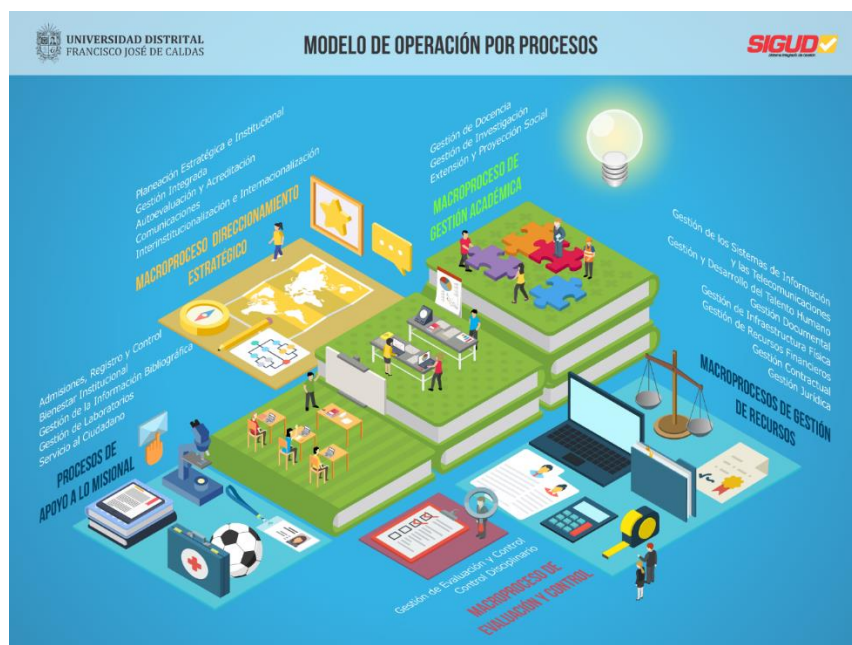 UNIVERSIDAD DISTRITAL
FRANCISCO JOSÉ DE CALDAS
MODELO DE OPERACIÓN POR PROCESOS
SIGUD
Planeación Estratégica e Institucional
Gestión Integrada
Autoevaluación y Acreditación
Comunicaciones
Interinstitucionalización e Internacionalización
MACROPROCESO DIRECCIONAMIENTO
ESTRATÉGICO
Gestión de Docencia
Gestión de Investigación
Extensión y Proyección Social
MACROPROCESO DE
GESTIÓN ACADÉMICA
Gestión de los Sistemas de Información
y las Telecomunicaciones
Gestión y Desarrollo del Talento Humano
Gestión Documental
Gestión de Infraestructura Física
Gestión de Recursos Financieros
Gestión Contractual
Gestión Jurídica
MACROPROCESOS DE GESTIÓN
DE RECURSOS
Admisiones, Registro y Control
Bienestar Institucional
Gestión de la Información Bibliográfica
Gestión de Laboratorios
Servicio al Ciudadano
PROCESOS DE
APOYO A LO MISIONAL
Gestión de Evaluación y Control
Control Disciplinario
MACROPROCESO DE
EVALUACIÓN Y CONTROL